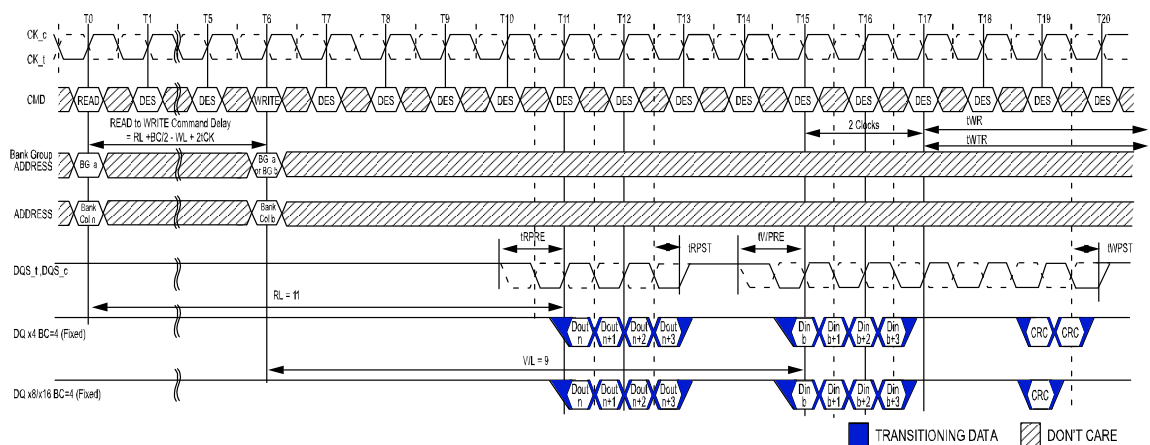 T0 T1 T5 T6 T7 T8 T9 T10 T11 T12 T13 T14 T15 T16 T17 T18 T19 T20
CK_c
CK_t
CMD READ DES DES WRITE DES DES DES DES DES DES DES DES DES DES DES DES DES DES
READ to WRITE Command Delay
= RL +BC/2 - WL + 2tCK
2 Clocks
tWR
tWTR
Bank Group
ADDRESS
BG a
BG a
or BG b
ADDRESS
Bank
Col n
Bank
Col b
tRPRE
tRPST
tWPRE
tWPST
DQS_t ,DQS_c
RL = 11
DQ x4 BC=4 (Fixed)
Dout
n
Dout
n+1
Dout
n+2
Dout
n+3
Din
b
Din
b+1
Din
b+2
Din
b+3
CRC CRC
WL = 9
DQ x8/x16 BC=4 (Fixed)
Dout
n
Dout
n+1
Dout
n+2
Dout
n+3
Din
b
Din
b+1
Din
b+2
Din
b+3
CRC
TRANSITIONING DATA
DON'T CARE